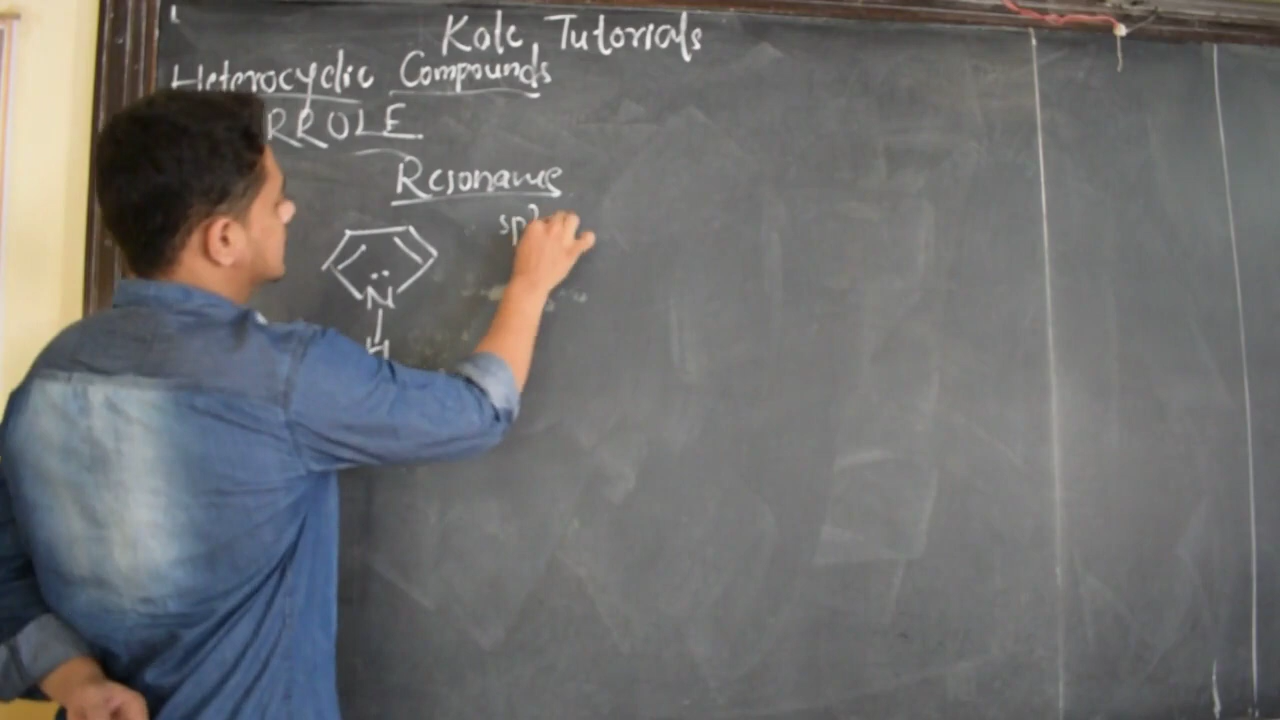 Kole Tutorials
Heterocyclic Compounds
RROLE
Resonance
sp²
N
H